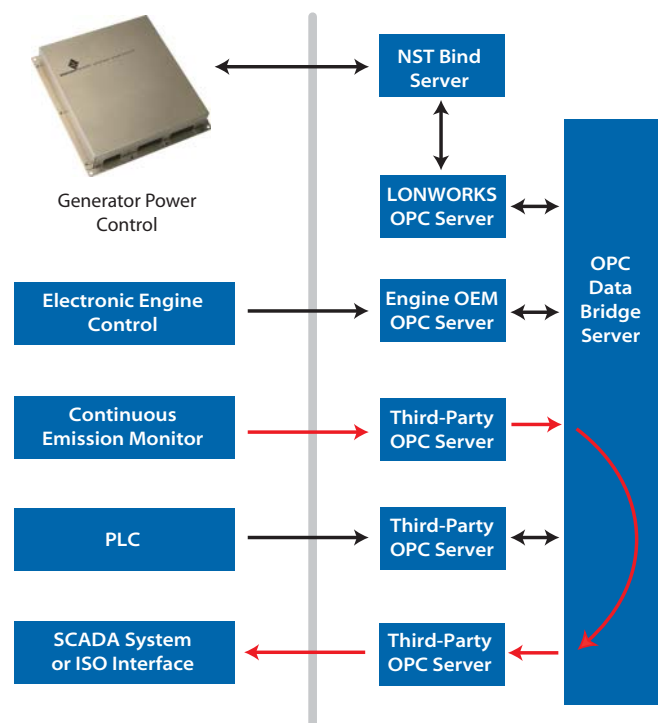 NST Bind
Server
Generator Power
Control
LONWORKS
OPC Server
OPC
Data
Bridge
Server
Electronic Engine
Control
Engine OEM
OPC Server
Continuous
Emission Monitor
Third-Party
OPC Server
PLC
Third-Party
OPC Server
SCADA System
or ISO Interface
Third-Party
OPC Server